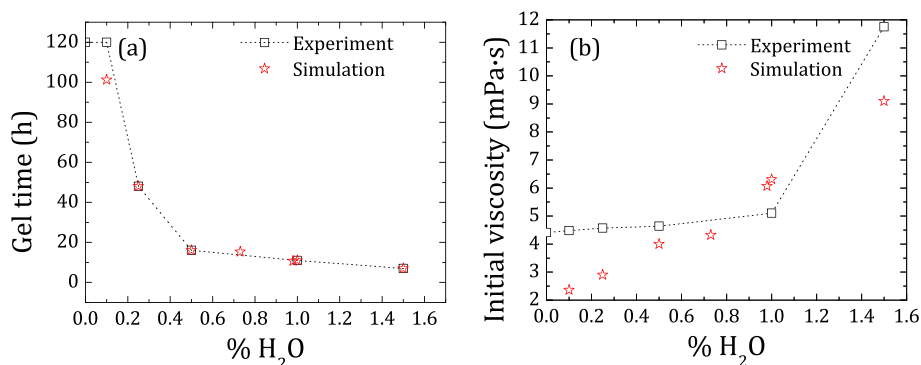 (a)
Experiment
Simulation
Gel time (h)
120
100
80
60
40
20
0
0.0 0.2 0.4 0.6 0.8 1.0 1.2 1.4 1.6
% H₂O
(b)
Experiment
Simulation
Initial viscosity (mPa·s)
12
11
10
9
8
7
6
5
4
3
2
0.0 0.2 0.4 0.6 0.8 1.0 1.2 1.4 1.6
% H₂O